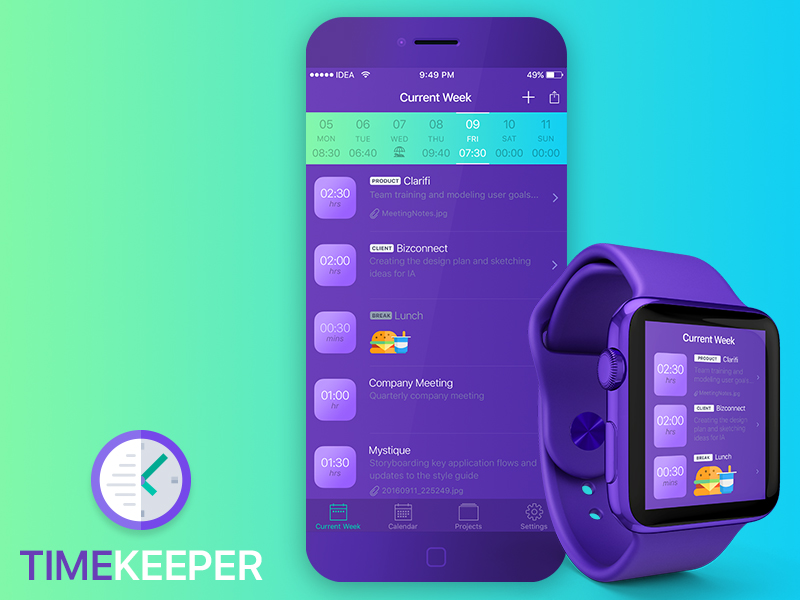 IDEA 9:49 PM 49%
Current Week
05 06 07 08 09 10 11
MON TUE WED THU FRI SAT SUN
08:30 06:40 09:40 07:30 00:00 00:00
02:30
hrs
PRODUCT Clarifi
Team training and modeling user goals...
MeetingNotes.jpg
02:00
hrs
CLIENT Bizconnect
Creating the design plan and sketching
ideas for IA
00:30
mins
BREAK Lunch
01:00
hr
Company Meeting
Quarterly company meeting
01:30
hrs
Mystique
Storyboarding key application flows and
updates to the style guide
20160911_225249.jpg
Current Week Calendar Projects Settings
Current Week
02:30
hrs
PRODUCT Clarifi
Team training and
modeling user goals...
MeetingNotes.jpg
02:00
hrs
CLIENT Bizconnect
Creating the design
plan and sketching
ideas for IA
00:30
mins
BREAK Lunch
TIMEKEEPER